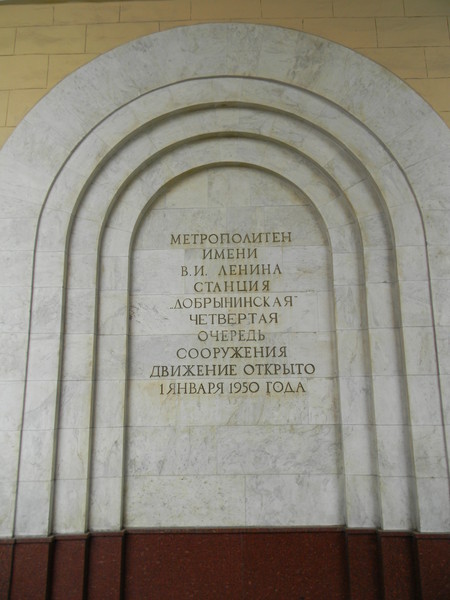 МЕТРОПОЛИТЕН
ИМЕНИ
В.И. ЛЕНИНА
СТАНЦИЯ
„ДОБРЫНИНСКАЯ"
ЧЕТВЕРТАЯ
ОЧЕРЕДЬ
СООРУЖЕНИЯ
ДВИЖЕНИЕ ОТКРЫТО
1 ЯНВАРЯ 1950 ГОДА